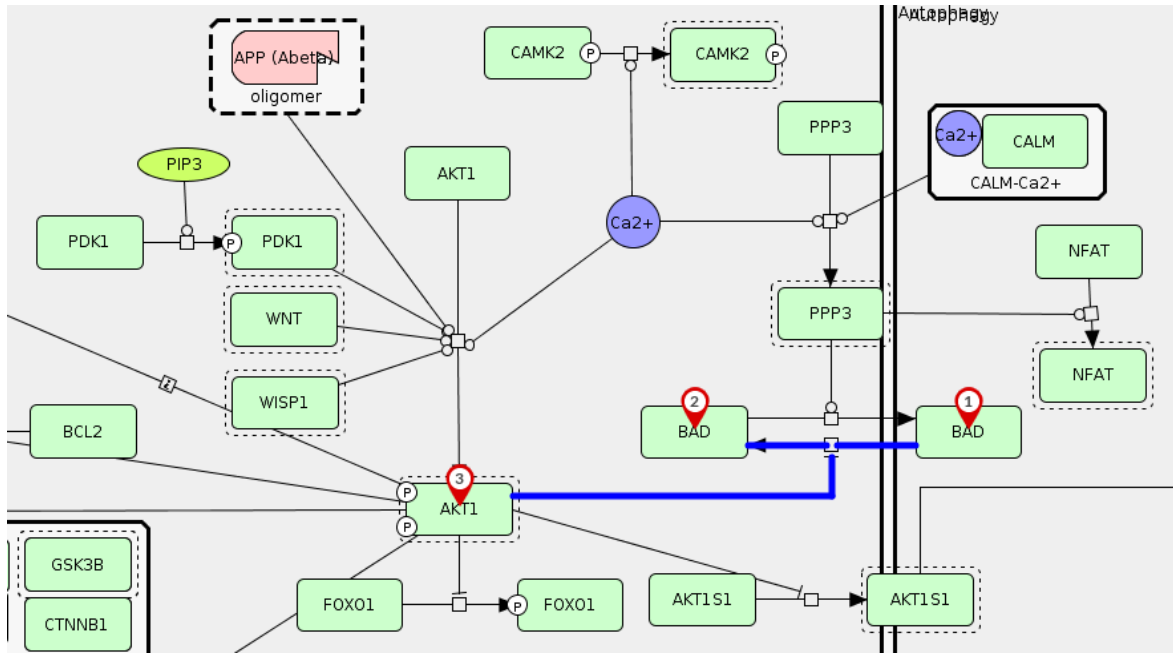 Autophagy
Autophagy
CAMK2
P
CAMK2
P
APP (Abeta)
oligomer
PPP3
Ca2+
CALM
CALM-Ca2+
PIP3
AKT1
PDK1
P
PDK1
Ca2+
NFAT
WNT
PPP3
NFAT
WISP1
BCL2
2
BAD
1
BAD
3
P
AKT1
P
GSK3B
CTNNB1
FOXO1
P
FOXO1
AKT1S1
AKT1S1